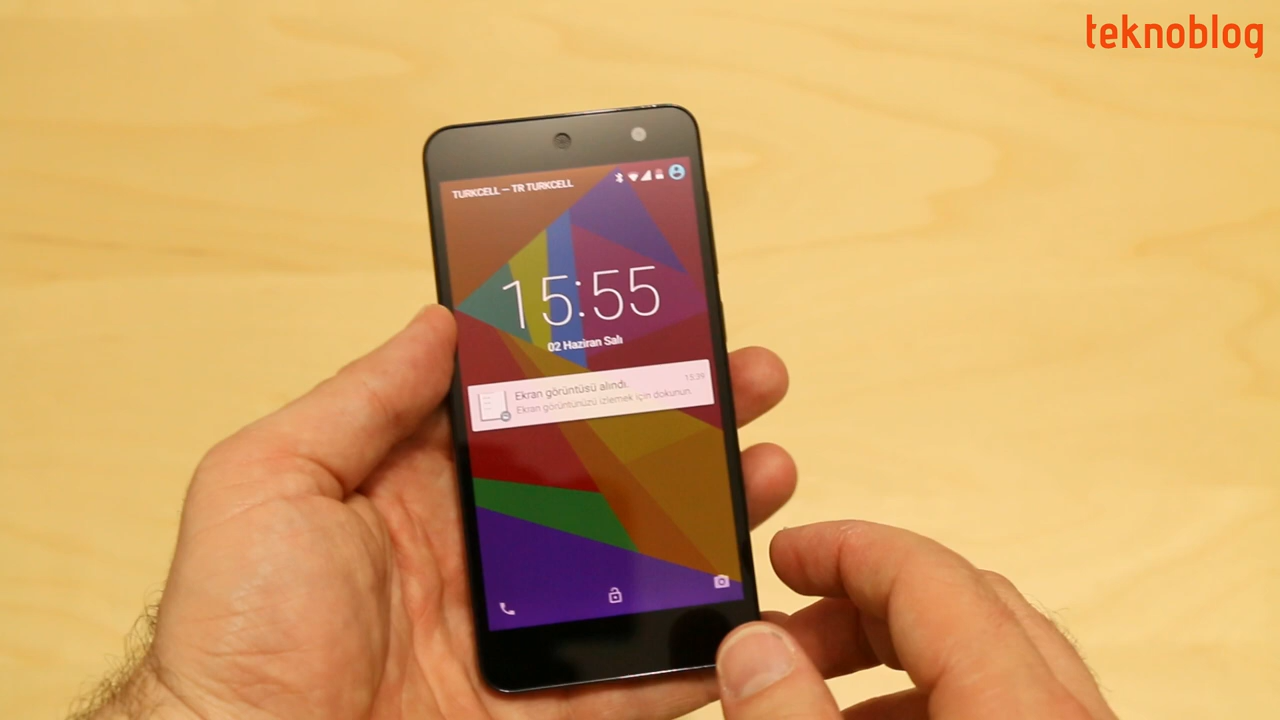 teknoblog
TURKCELL — TR TURKCELL
15:55
02 Haziran Salı
Ekran görüntüsü alındı. 15:39
Ekran görüntünüzü izlemek için dokunun.